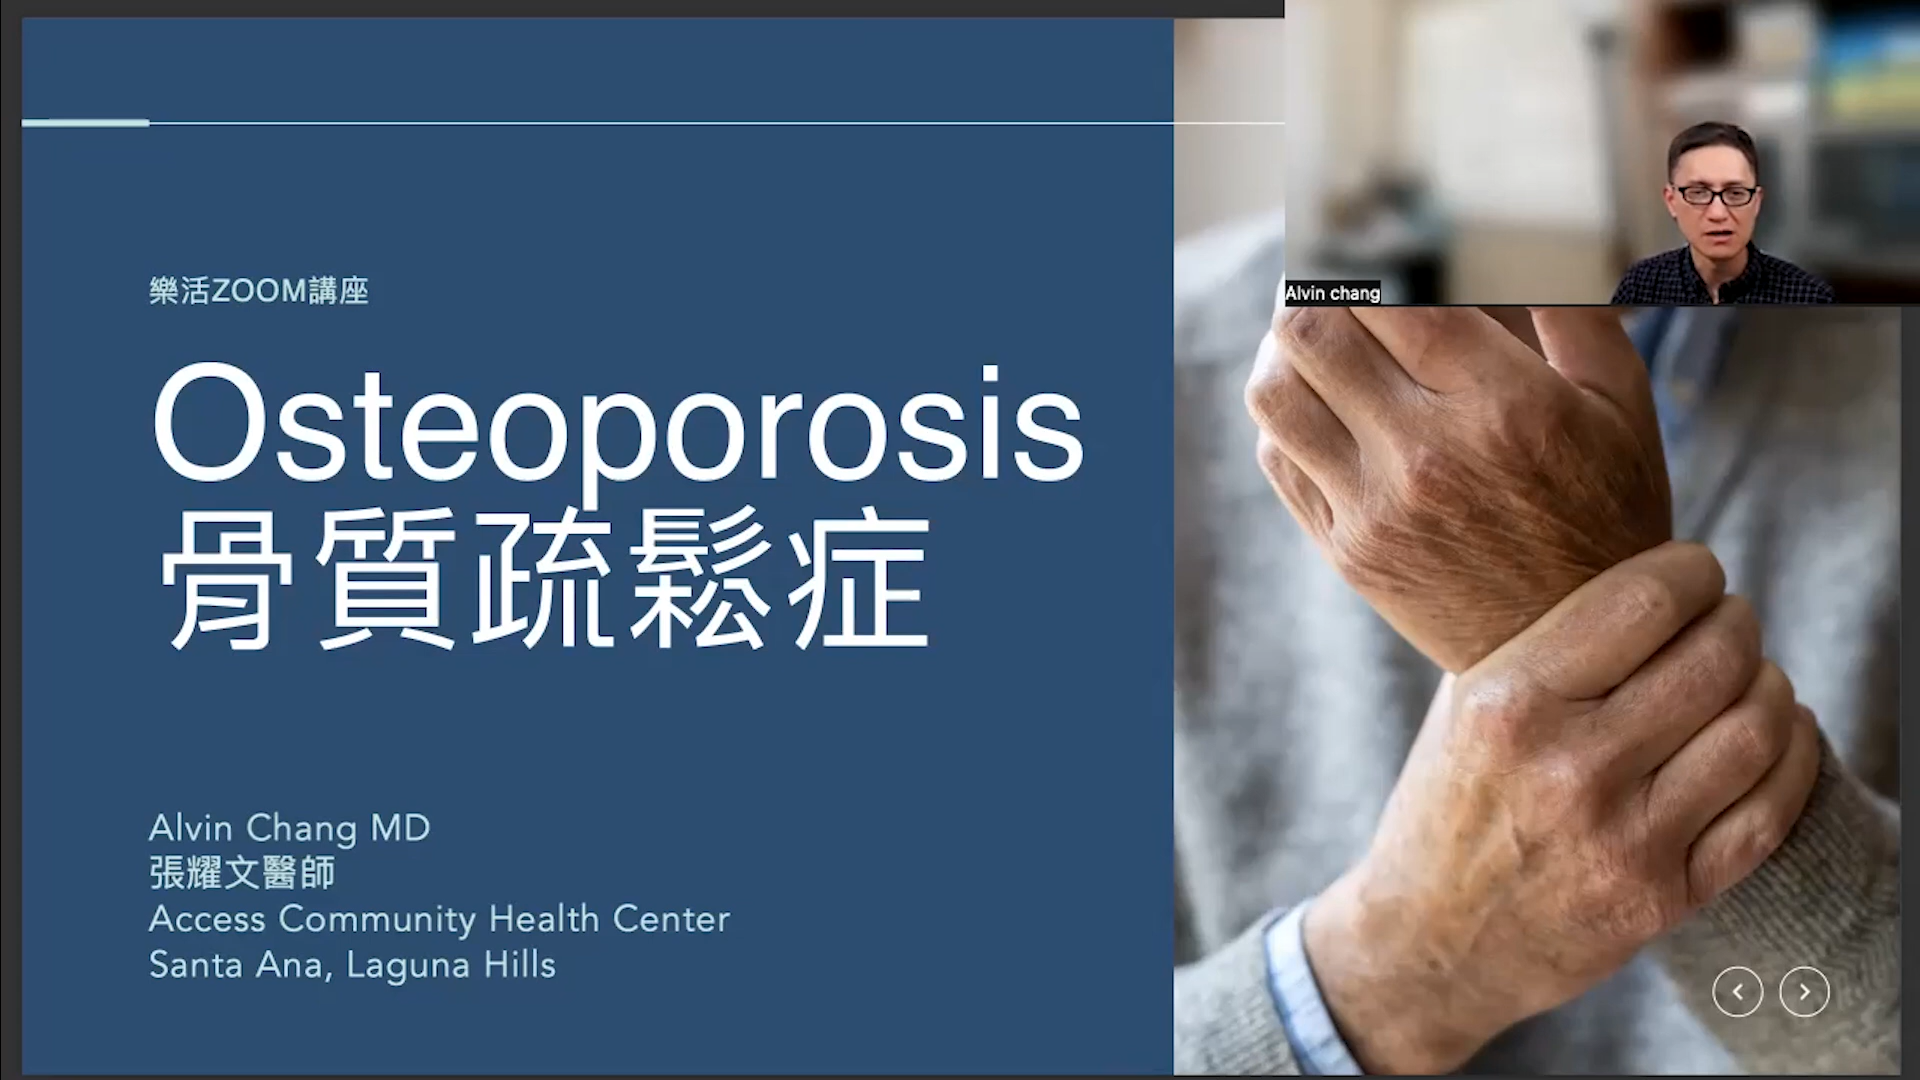 樂活ZOOM講座
Osteoporosis
骨質疏鬆症
Alvin Chang MD
張耀文醫師
Access Community Health Center
Santa Ana, Laguna Hills
Alvin chang